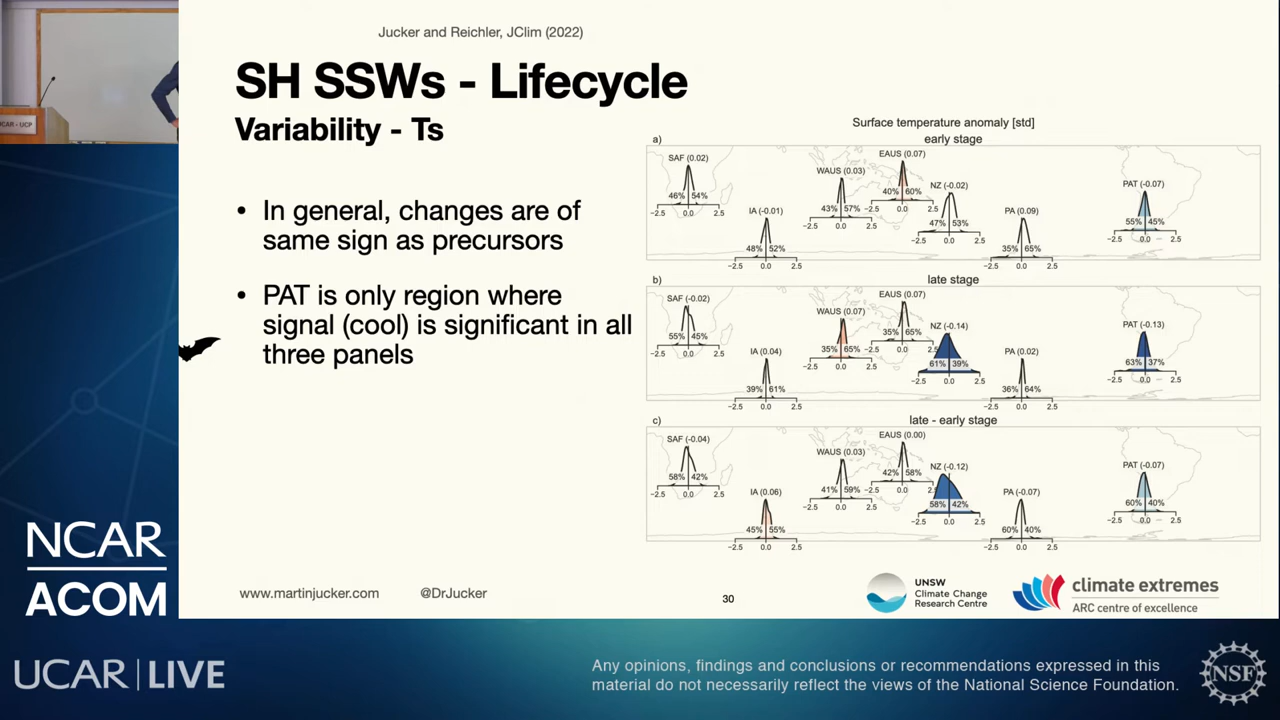 Jucker and Reichler, JClim (2022)
SH SSWs - Lifecycle
Variability - Ts
• In general, changes are of
same sign as precursors
• PAT is only region where
signal (cool) is significant in all
three panels
Surface temperature anomaly [std]
early stage
a)
SAF (0.02)
46% 54%
-2.5 0.0 2.5
IA (-0.01)
48% 52%
-2.5 0.0 2.5
WAUS (0.03)
43% 57%
-2.5 0.0
EAUS (0.07)
40% 60%
-2.5 0.0
NZ (-0.02)
47% 53%
-2.5 0.0 2.5
PA (0.09)
35% 65%
-2.5 0.0 2.5
PAT (-0.07)
55% 45%
-2.5 0.0 2.5
late stage
b)
SAF (-0.02)
55% 45%
-2.5 0.0 2.5
IA (0.04)
39% 61%
-2.5 0.0 2.5
WAUS (0.07)
35% 65%
-2.5 0.0
EAUS (0.07)
35% 65%
-2.5 0.0 2.5
NZ (-0.14)
61% 39%
-2.5 0.0 2.5
PA (0.02)
36% 64%
-2.5 0.0 2.5
PAT (-0.13)
63% 37%
-2.5 0.0 2.5
late - early stage
c)
SAF (-0.04)
58% 42%
-2.5 0.0 2.5
IA (0.06)
45% 55%
-2.5 0.0 2.5
WAUS (0.03)
41% 59%
-2.5 0.0
EAUS (0.00)
42% 58%
-2.5 0.0 2.5
NZ (-0.12)
58% 42%
-2.5 0.0 2.5
PA (-0.07)
60% 40%
-2.5 0.0 2.5
PAT (-0.07)
60% 40%
-2.5 0.0 2.5
www.martinjucker.com @DrJucker
30
UNSW
Climate Change
Research Centre
climate extremes
ARC centre of excellence
NCAR
ACOM
UCAR | LIVE
Any opinions, findings and conclusions or recommendations expressed in this
material do not necessarily reflect the views of the National Science Foundation.
NSF